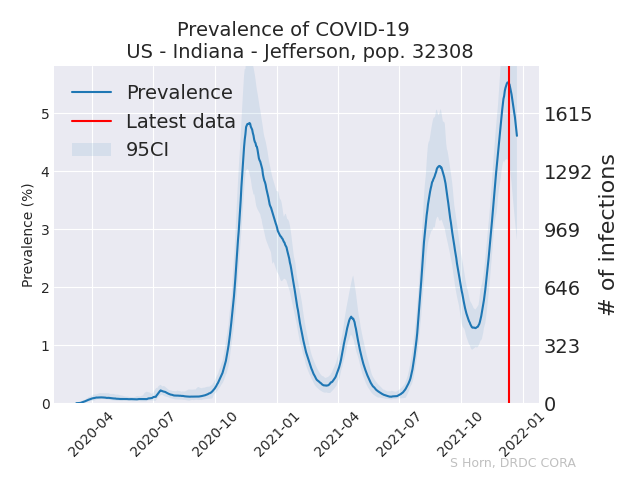 Prevalence of COVID-19
US - Indiana - Jefferson, pop. 32308
Prevalence
Latest data
95CI
Prevalence (%)
5
4
3
2
1
0
1615
1292
969
646
323
0
# of infections
2020-04
2020-07
2020-10
2021-01
2021-04
2021-07
2021-10
2022-01
S Horn, DRDC CORA